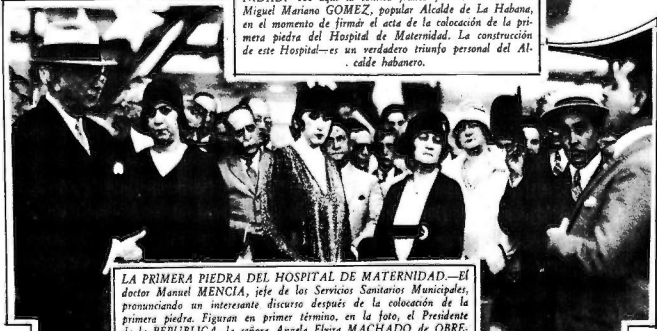 Miguel Mariano GOMEZ, popular Alcalde de La Habana,
en el momento de firmar el acta de la colocación de la pri-
mera piedra del Hospital de Maternidad. La construcción
de este Hospital—es un verdadero triunfo personal del Al-
calde habanero.
LA PRIMERA PIEDRA DEL HOSPITAL DE MATERNIDAD.—El
doctor Manuel MENCIA, jefe de los Servicios Sanitarios Municipales,
pronunciando un interesante discurso después de la colocación de la
primera piedra. Figuran en primer término, en la foto, el Presidente
de la REPUBLICA, la señora Angela Elvira MACHADO de OBRE-